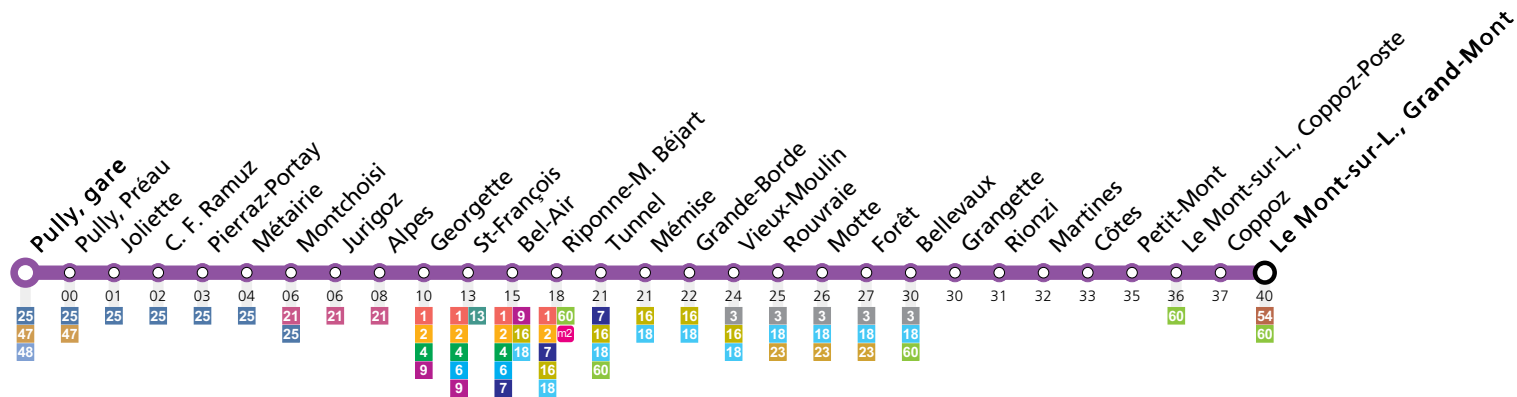 Pully, gare
Pully, Préau
Joliette
C. F. Ramuz
Pierraz-Portay
Métairie
Montchoisi
Jurigoz
Alpes
Georgette
St-François
Bel-Air
Riponne-M. Béjart
Tunnel
Mémise
Grande-Borde
Vieux-Moulin
Rouvraie
Motte
Forêt
Bellevaux
Grangette
Rionzi
Martines
Côtes
Petit-Mont
Le Mont-sur-L., Coppoz-Poste
Coppoz
Le Mont-sur-L., Grand-Mont
00 01 02 03 04 06 06 08 10 13 15 18 21 21 22 24 25 26 27 30 30 31 32 33 35 36 37 40
25 25 25 25 25 25 21 21 21 1 1 13 1 9 1 60 7 16 16 3 3 3 3 3 60 54
47 47 25 2 2 2 16 2 m2 16 18 18 16 18 18 18 18 60
48 4 4 4 18 7 18 18 23 23 23 60
9 6 6 16 60
9 7 18